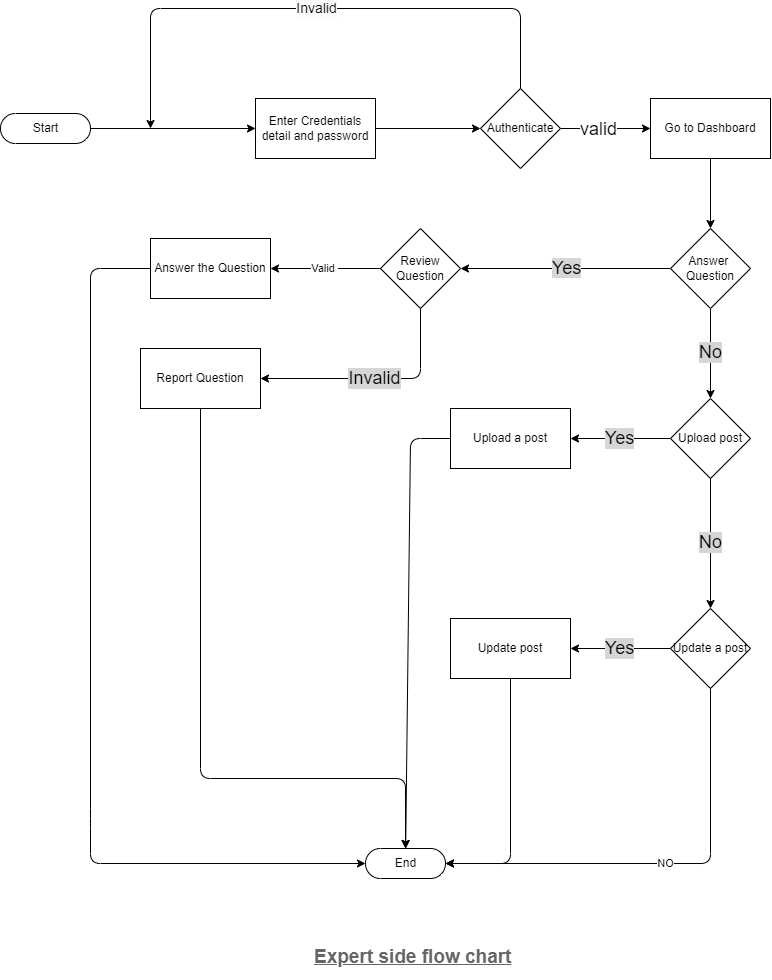 Invalid
Start
Enter Credentials
detail and password
Authenticate
valid
Go to Dashboard
Answer the Question
Valid
Review
Question
Yes
Answer
Question
No
Report Question
Invalid
Upload a post
Yes
Upload post
No
Update post
Yes
Update a post
End
NO
Expert side flow chart